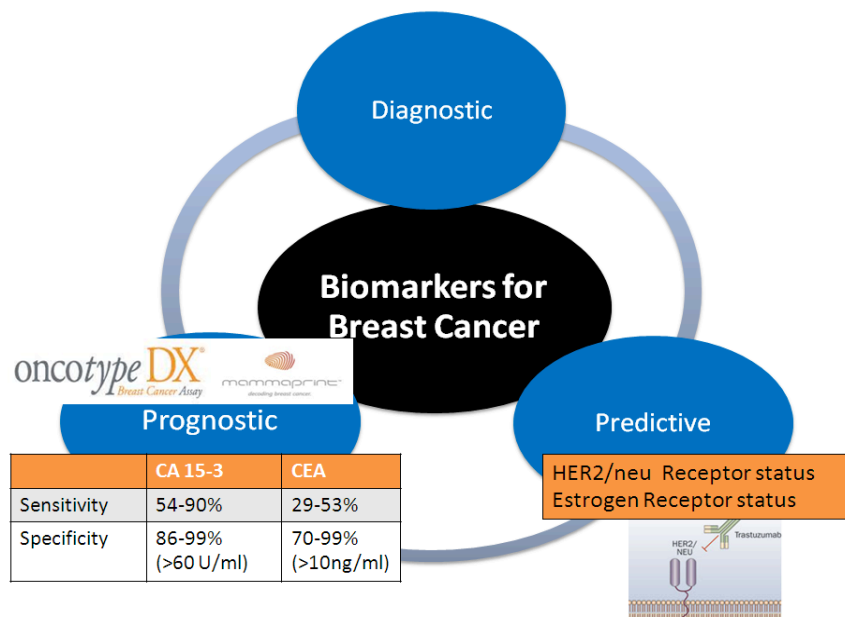 Diagnostic
Biomarkers for
Breast Cancer
oncotype DX®
Breast Cancer Assay
mammaprint™
decoding breast cancer.
Prognostic
CA 15-3 CEA
Sensitivity 54-90% 29-53%
Specificity 86-99% 70-99%
(>60 U/ml) (>10ng/ml)
Predictive
HER2/neu Receptor status
Estrogen Receptor status
Trastuzumab
HER2/
NEU